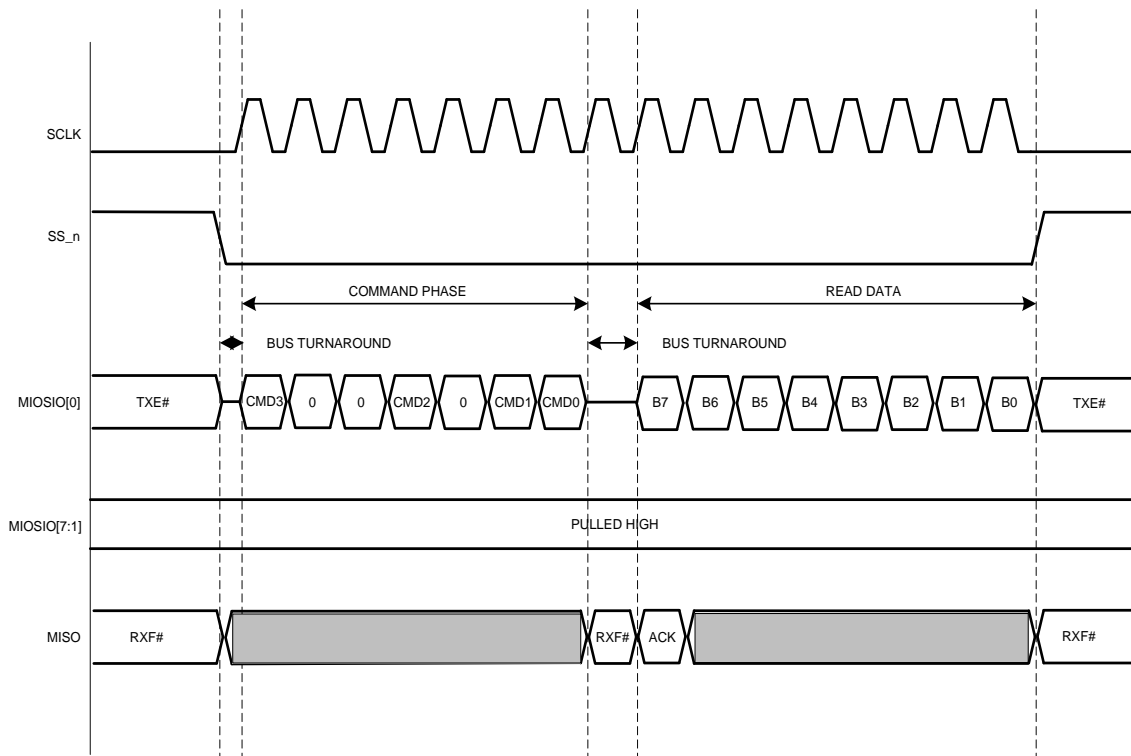 SCLK
SS_n
COMMAND PHASE READ DATA
BUS TURNAROUND BUS TURNAROUND
MIOSIO[0] TXE# CMD3 0 0 CMD2 0 CMD1 CMD0 B7 B6 B5 B4 B3 B2 B1 B0 TXE#
MIOSIO[7:1] PULLED HIGH
MISO RXF# RXF# ACK RXF#